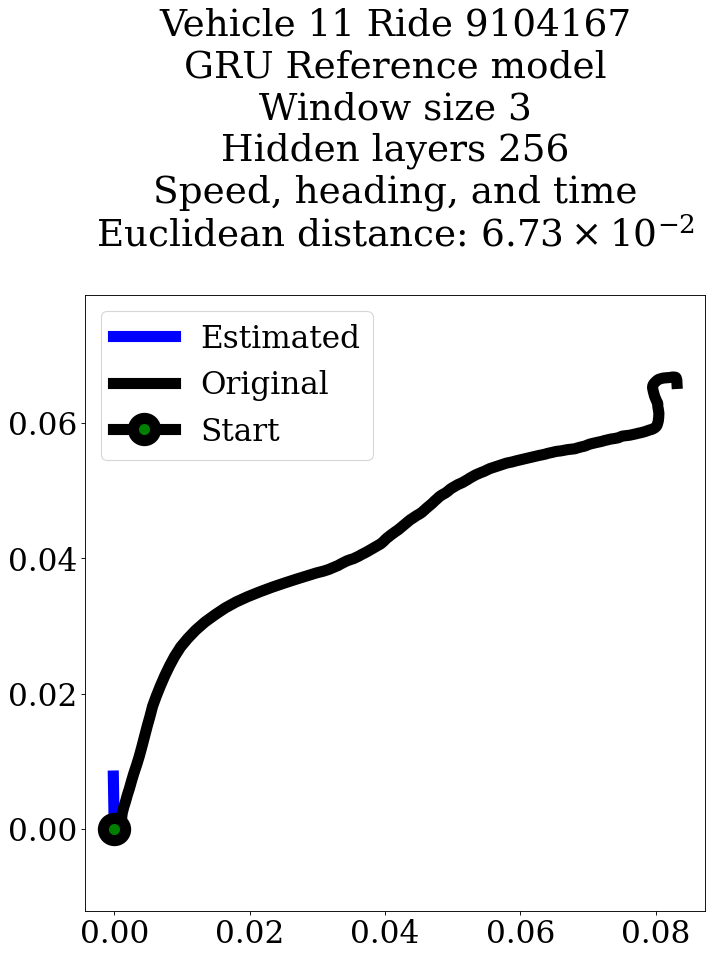 Vehicle 11 Ride 9104167
GRU Reference model
Window size 3
Hidden layers 256
Speed, heading, and time
Euclidean distance: 6.73 × 10⁻²
Estimated
Original
Start
0.06
0.04
0.02
0.00
0.00 0.02 0.04 0.06 0.08